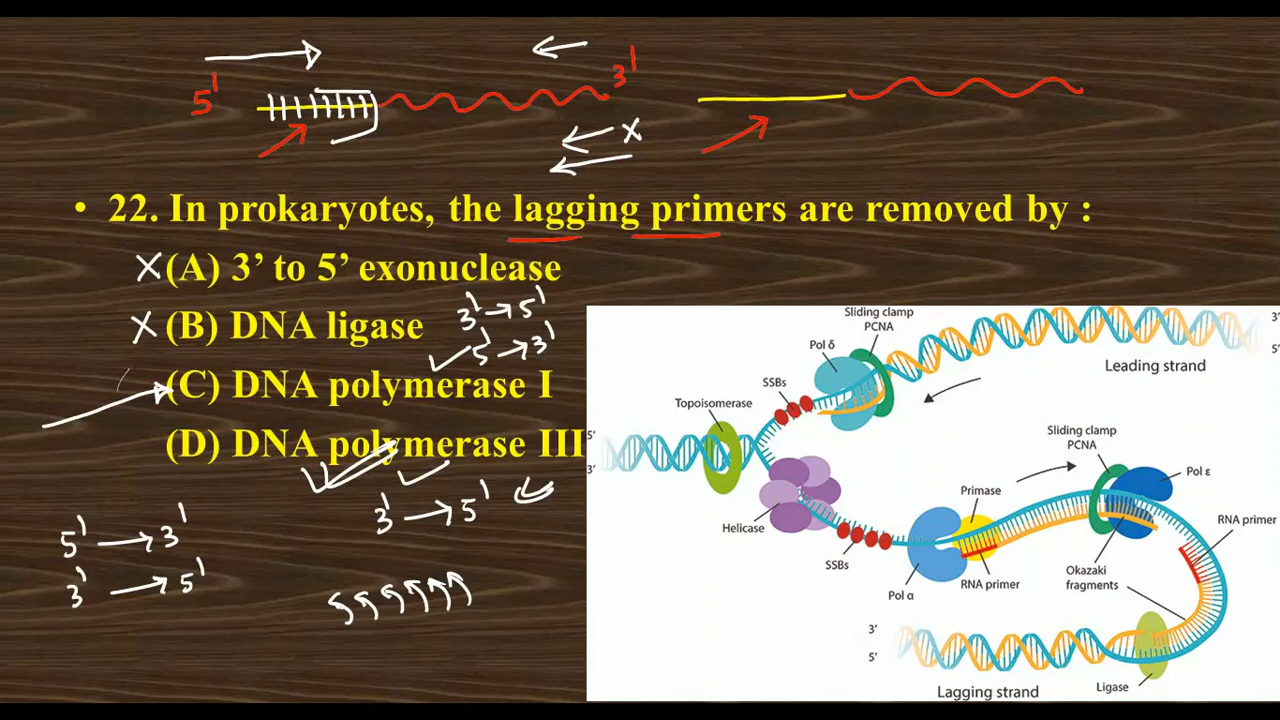 5' 3'
• 22. In prokaryotes, the lagging primers are removed by :
x (A) 3’ to 5’ exonuclease
x (B) DNA ligase
3' → 5'
5' → 3'
(C) DNA polymerase I
(D) DNA polymerase III
3' → 5'
5' → 3'
3' → 5'
Sliding clamp
PCNA
Pol δ
SSBs
Topoisomerase
3'
5'
Leading strand
5'
3'
Helicase
SSBs
Pol α
Primase
RNA primer
Sliding clamp
PCNA
Pol ε
RNA primer
Okazaki
fragments
3'
5'
Ligase
Lagging strand